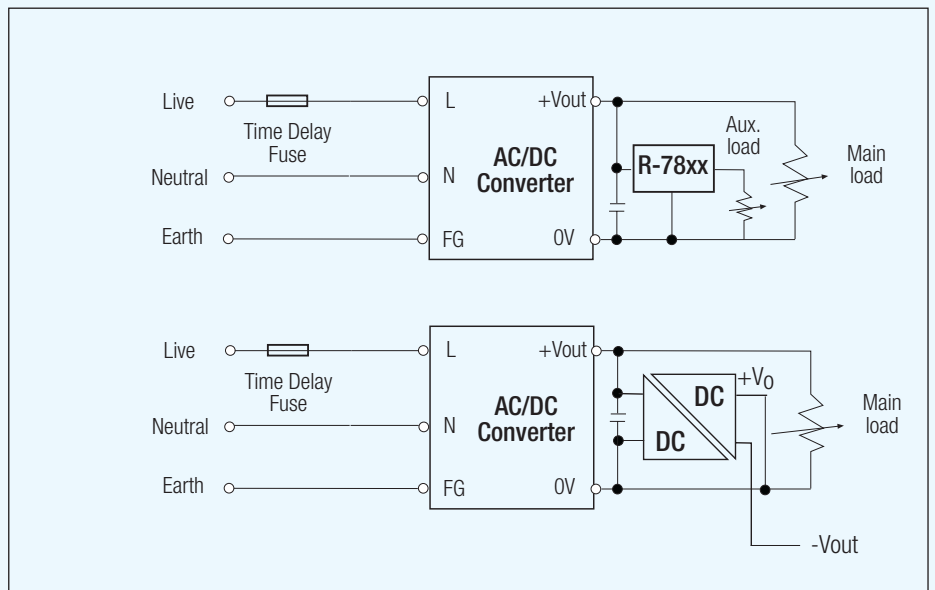 Live
Time Delay
Fuse
Neutral
Earth
L
N
FG
AC/DC
Converter
+Vout
0V
R-78xx
Aux.
load
Main
load
Live
Time Delay
Fuse
Neutral
Earth
L
N
FG
AC/DC
Converter
+Vout
0V
DC
DC
+VO
Main
load
-Vout